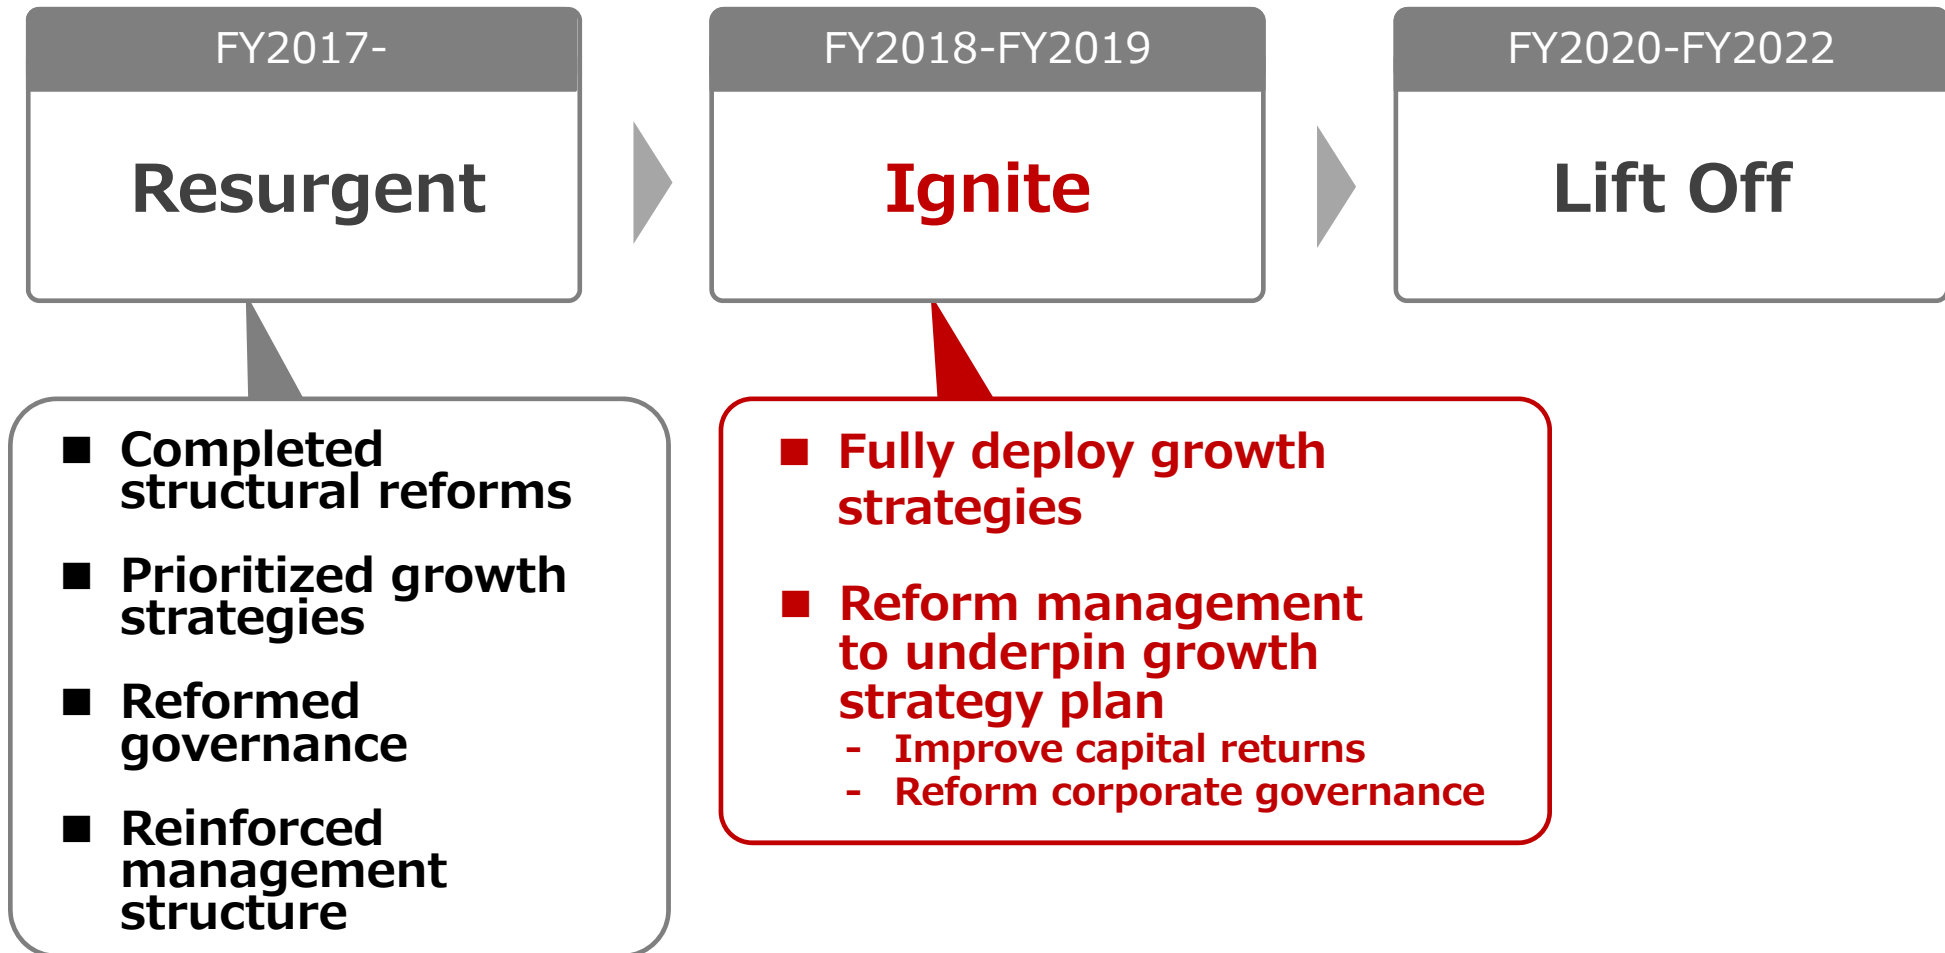 FY2017-
Resurgent
FY2018-FY2019
Ignite
FY2020-FY2022
Lift Off
■ Completed
structural reforms
■ Prioritized growth
strategies
■ Reformed
governance
■ Reinforced
management
structure
■ Fully deploy growth
strategies
■ Reform management
to underpin growth
strategy plan
- Improve capital returns
- Reform corporate governance